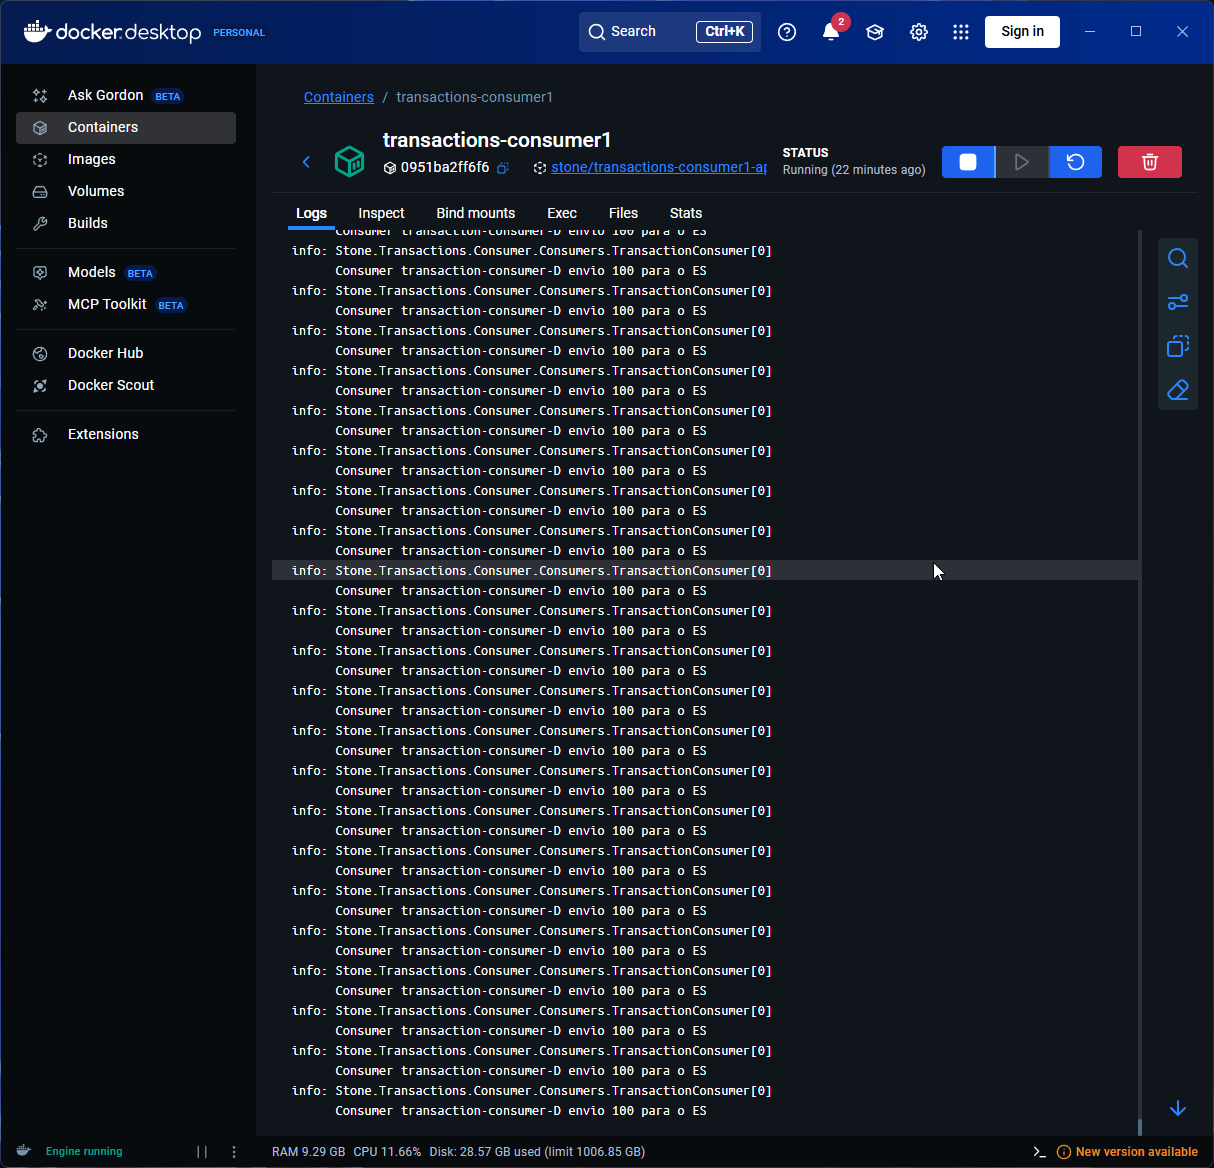 docker.desktop PERSONAL
Search Ctrl+K
2
Sign in
Ask Gordon BETA
Containers
Images
Volumes
Builds
Models BETA
MCP Toolkit BETA
Docker Hub
Docker Scout
Extensions
Containers / transactions-consumer1
transactions-consumer1
0951ba2ff6f6 stone/transactions-consumer1-ap
STATUS
Running (22 minutes ago)
Logs Inspect Bind mounts Exec Files Stats
Consumer transaction-consumer-D envio 100 para o ES
info: Stone.Transactions.Consumer.Consumers.TransactionConsumer[0]
Consumer transaction-consumer-D envio 100 para o ES
info: Stone.Transactions.Consumer.Consumers.TransactionConsumer[0]
Consumer transaction-consumer-D envio 100 para o ES
info: Stone.Transactions.Consumer.Consumers.TransactionConsumer[0]
Consumer transaction-consumer-D envio 100 para o ES
info: Stone.Transactions.Consumer.Consumers.TransactionConsumer[0]
Consumer transaction-consumer-D envio 100 para o ES
info: Stone.Transactions.Consumer.Consumers.TransactionConsumer[0]
Consumer transaction-consumer-D envio 100 para o ES
info: Stone.Transactions.Consumer.Consumers.TransactionConsumer[0]
Consumer transaction-consumer-D envio 100 para o ES
info: Stone.Transactions.Consumer.Consumers.TransactionConsumer[0]
Consumer transaction-consumer-D envio 100 para o ES
info: Stone.Transactions.Consumer.Consumers.TransactionConsumer[0]
Consumer transaction-consumer-D envio 100 para o ES
info: Stone.Transactions.Consumer.Consumers.TransactionConsumer[0]
Consumer transaction-consumer-D envio 100 para o ES
info: Stone.Transactions.Consumer.Consumers.TransactionConsumer[0]
Consumer transaction-consumer-D envio 100 para o ES
info: Stone.Transactions.Consumer.Consumers.TransactionConsumer[0]
Consumer transaction-consumer-D envio 100 para o ES
info: Stone.Transactions.Consumer.Consumers.TransactionConsumer[0]
Consumer transaction-consumer-D envio 100 para o ES
info: Stone.Transactions.Consumer.Consumers.TransactionConsumer[0]
Consumer transaction-consumer-D envio 100 para o ES
info: Stone.Transactions.Consumer.Consumers.TransactionConsumer[0]
Consumer transaction-consumer-D envio 100 para o ES
info: Stone.Transactions.Consumer.Consumers.TransactionConsumer[0]
Consumer transaction-consumer-D envio 100 para o ES
info: Stone.Transactions.Consumer.Consumers.TransactionConsumer[0]
Consumer transaction-consumer-D envio 100 para o ES
info: Stone.Transactions.Consumer.Consumers.TransactionConsumer[0]
Consumer transaction-consumer-D envio 100 para o ES
info: Stone.Transactions.Consumer.Consumers.TransactionConsumer[0]
Consumer transaction-consumer-D envio 100 para o ES
info: Stone.Transactions.Consumer.Consumers.TransactionConsumer[0]
Consumer transaction-consumer-D envio 100 para o ES
info: Stone.Transactions.Consumer.Consumers.TransactionConsumer[0]
Consumer transaction-consumer-D envio 100 para o ES
info: Stone.Transactions.Consumer.Consumers.TransactionConsumer[0]
Consumer transaction-consumer-D envio 100 para o ES
info: Stone.Transactions.Consumer.Consumers.TransactionConsumer[0]
Consumer transaction-consumer-D envio 100 para o ES
Engine running
RAM 9.29 GB CPU 11.66% Disk: 28.57 GB used (limit 1006.85 GB)
New version available